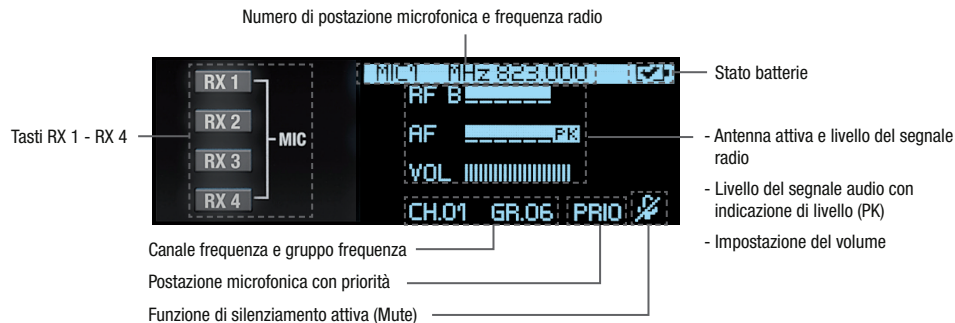 Numero di postazione microfonica e frequenza radio
MIC1 MHz 823.000
Stato batterie
RX 1
RX 2
RX 3
RX 4
MIC
Tasti RX 1 - RX 4
RF B
AF PK
VOL
CH.01 GR.06 PRIO
- Antenna attiva e livello del segnale
radio
- Livello del segnale audio con
indicazione di livello (PK)
- Impostazione del volume
Canale frequenza e gruppo frequenza
Postazione microfonica con priorità
Funzione di silenziamento attiva (Mute)